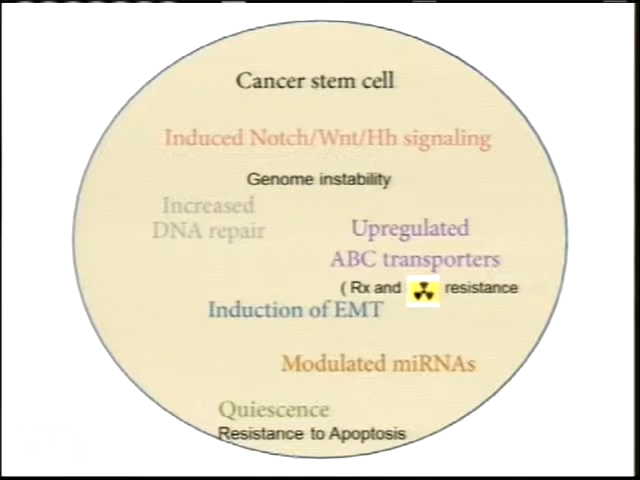 Cancer stem cell
Induced Notch/Wnt/Hh signaling
Genome instability
Increased
DNA repair
Upregulated
ABC transporters
( Rx and resistance
Induction of EMT
Modulated miRNAs
Quiescence
Resistance to Apoptosis